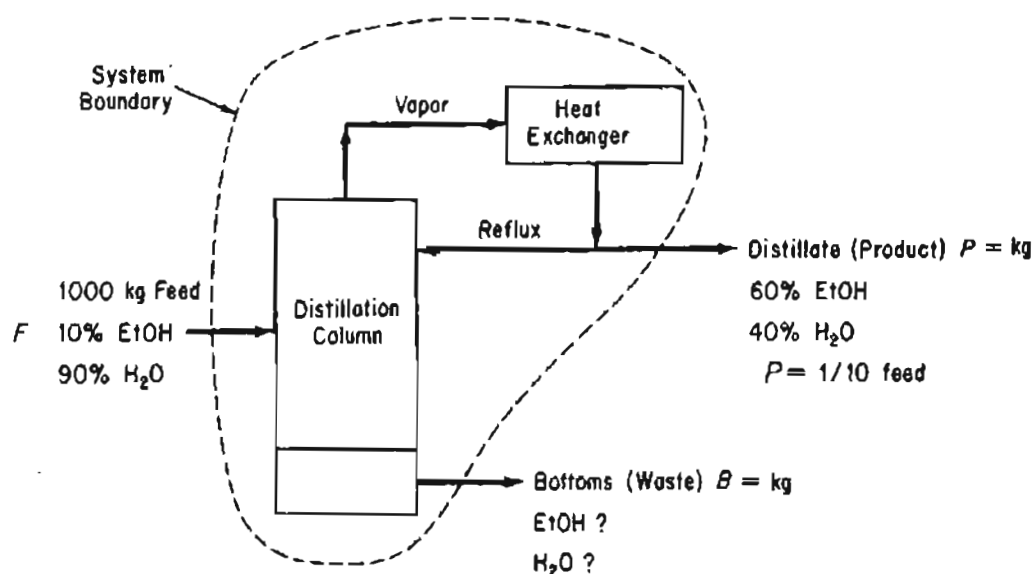 System
Boundary
Vapor
Heat
Exchanger
Reflux
Distillate (Product) P = kg
60% EtOH
40% H₂O
P = 1/10 feed
1000 kg Feed
F 10% EtOH
90% H₂O
Distillation
Column
Bottoms (Waste) B = kg
EtOH ?
H₂O ?